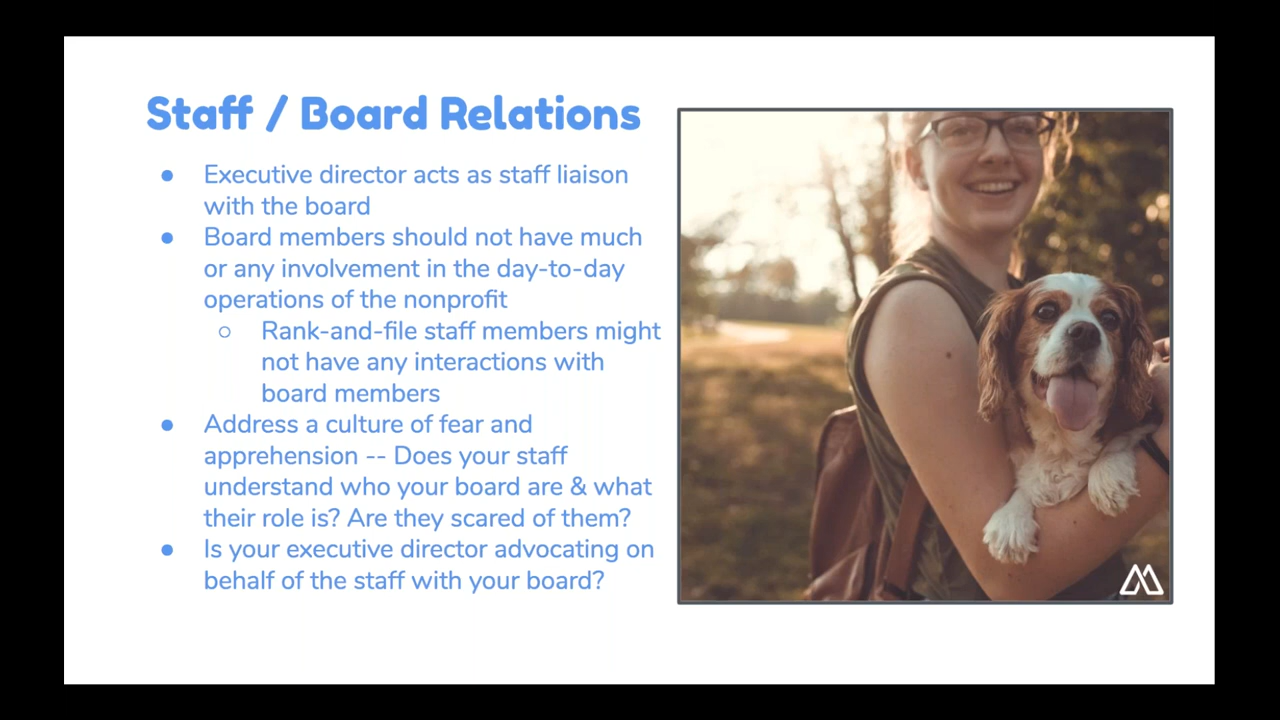 Staff / Board Relations
● Executive director acts as staff liaison
with the board
● Board members should not have much
or any involvement in the day-to-day
operations of the nonprofit
○ Rank-and-file staff members might
not have any interactions with
board members
● Address a culture of fear and
apprehension -- Does your staff
understand who your board are & what
their role is? Are they scared of them?
● Is your executive director advocating on
behalf of the staff with your board?